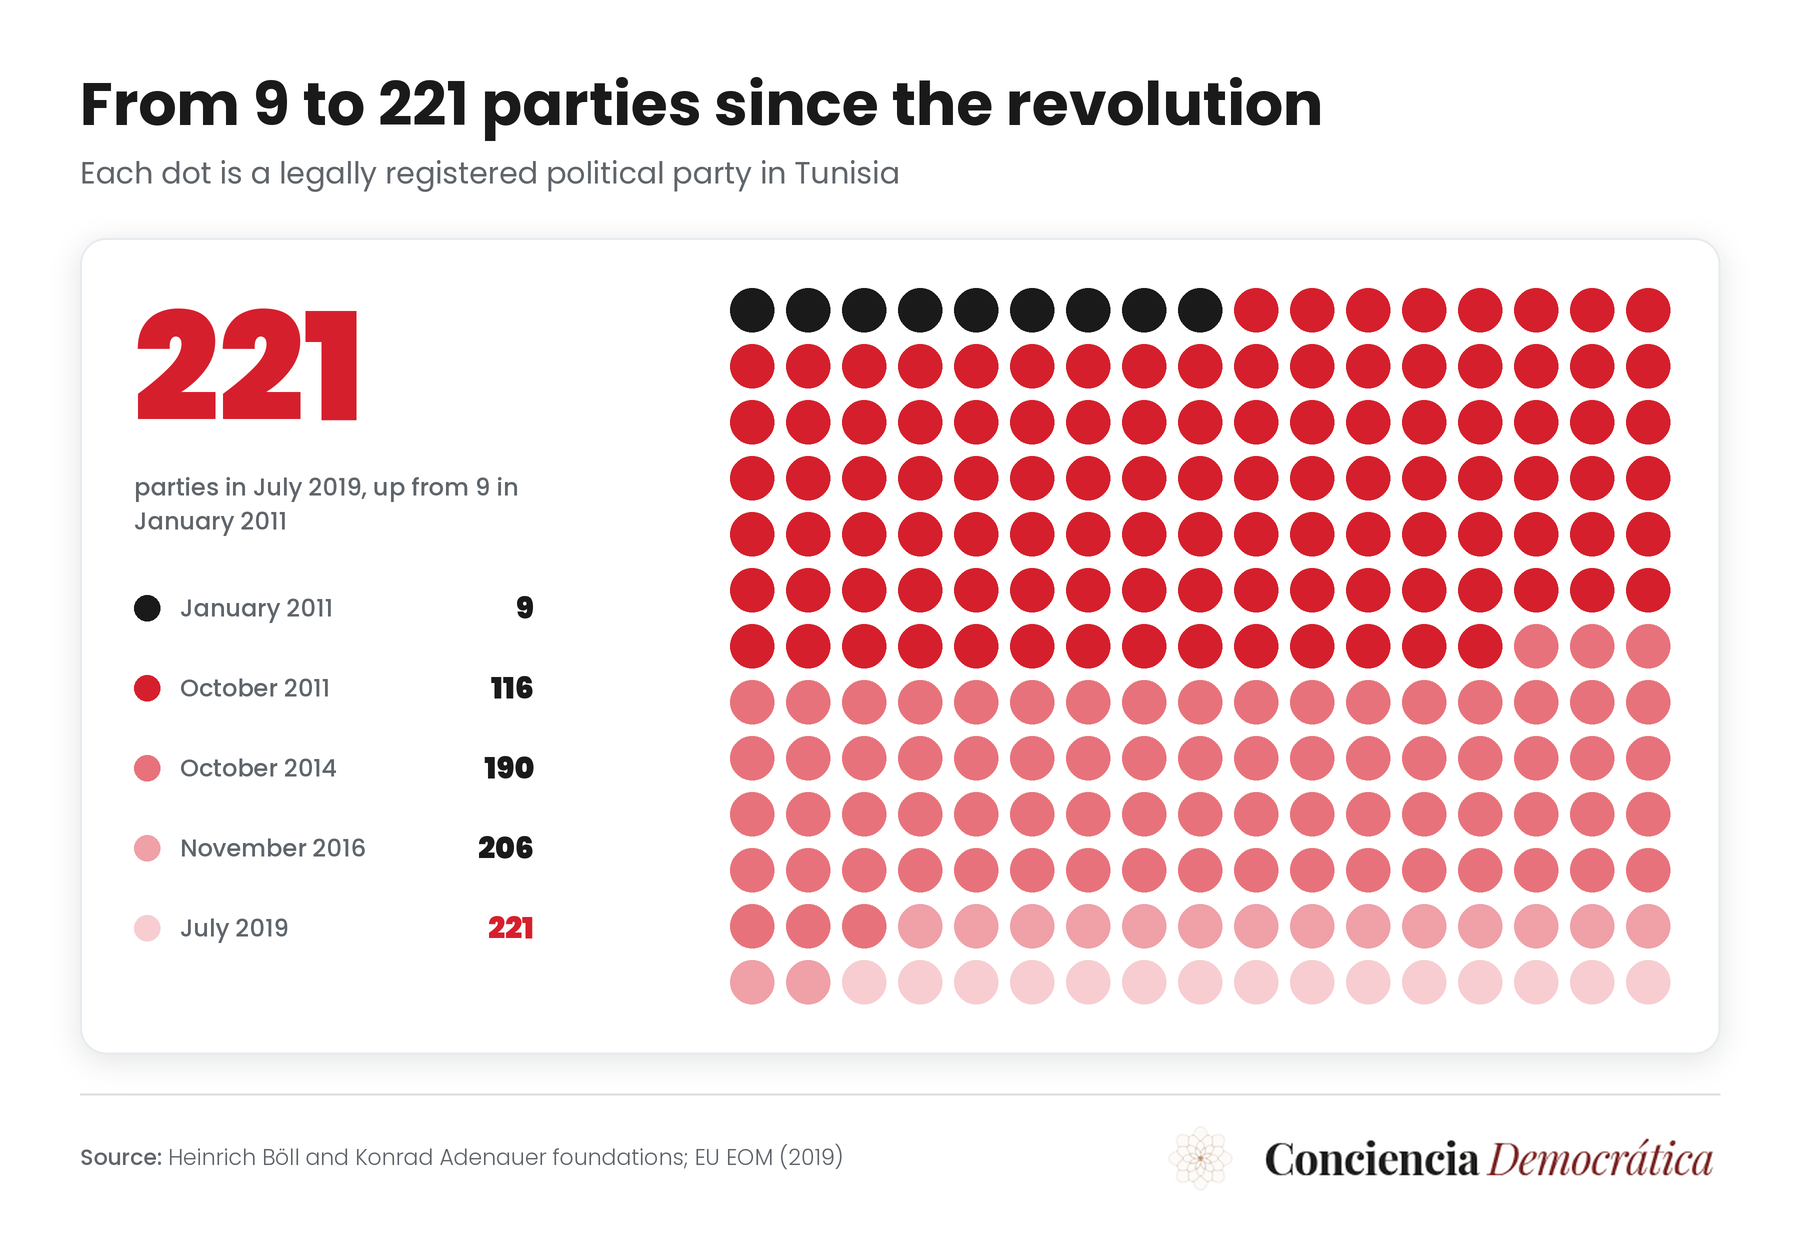 From 9 to 221 parties since the revolution
Each dot is a legally registered political party in Tunisia
221
parties in July 2019, up from 9 in
January 2011
January 2011 9
October 2011 116
October 2014 190
November 2016 206
July 2019 221
Source: Heinrich Böll and Konrad Adenauer foundations; EU EOM (2019)
Conciencia Democrática